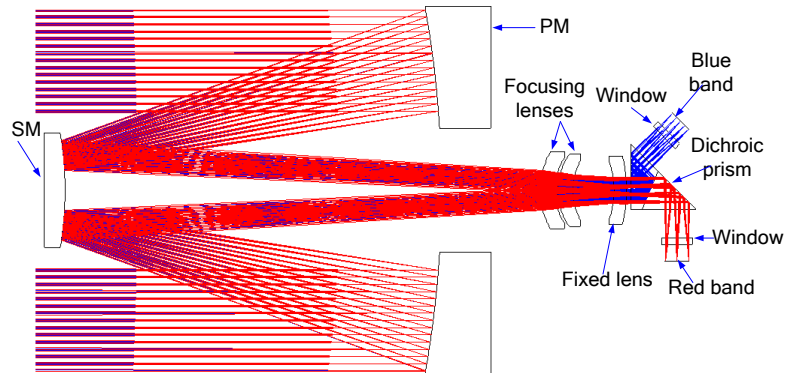 PM
Focusing
lenses
Window
Blue
band
SM
Dichroic
prism
Window
Fixed lens
Red band